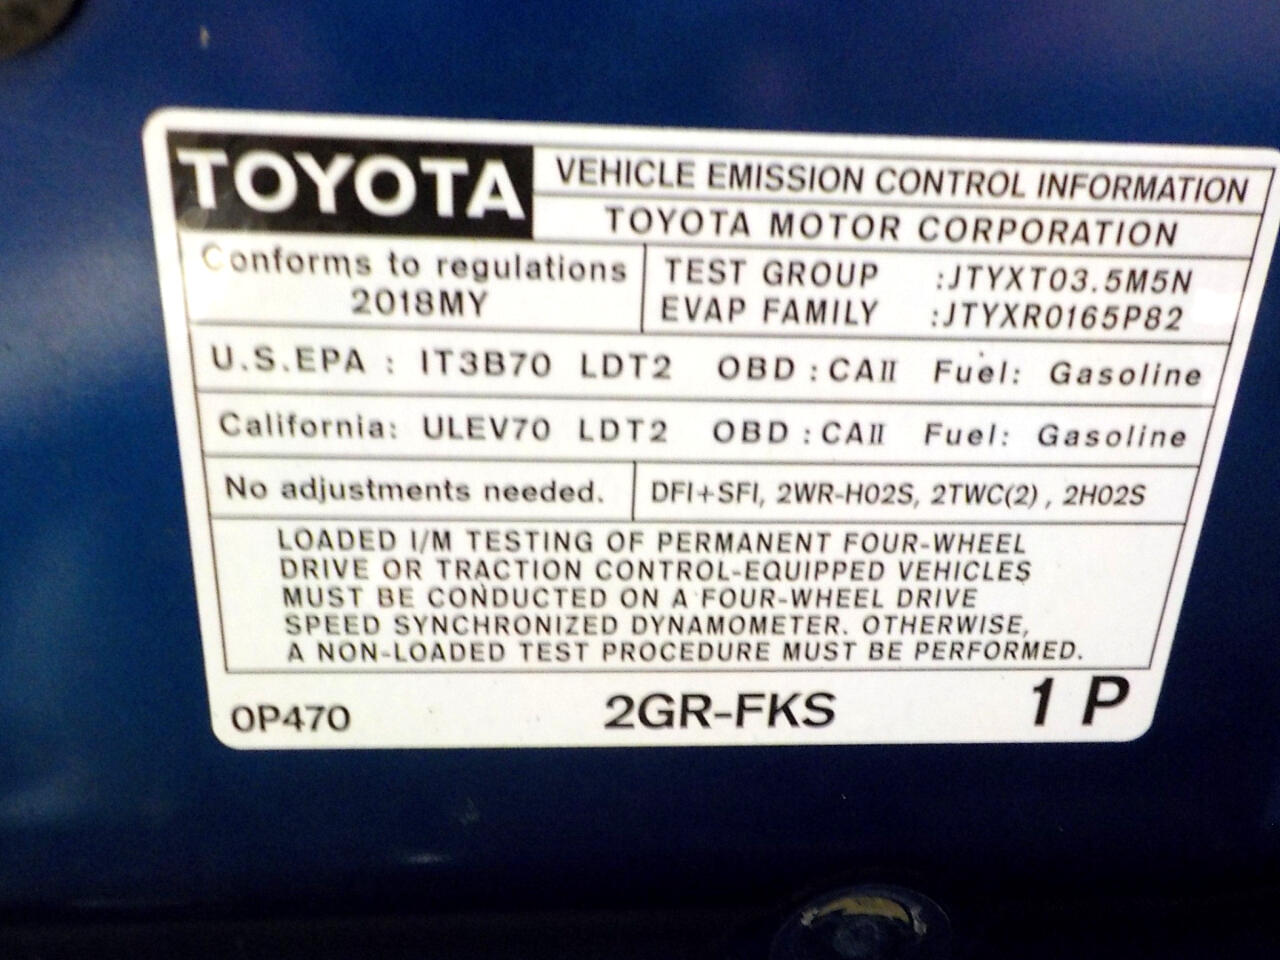 TOYOTA
VEHICLE EMISSION CONTROL INFORMATION
TOYOTA MOTOR CORPORATION
Conforms to regulations
2018MY
TEST GROUP :JTYXT03.5M5N
EVAP FAMILY :JTYXR0165P82
U.S.EPA : IT3B70 LDT2 OBD : CAII Fuel: Gasoline
California: ULEV70 LDT2 OBD : CAII Fuel: Gasoline
No adjustments needed.
DFI+SFI, 2WR-HO2S, 2TWC(2) , 2HO2S
LOADED I/M TESTING OF PERMANENT FOUR-WHEEL
DRIVE OR TRACTION CONTROL-EQUIPPED VEHICLES
MUST BE CONDUCTED ON A FOUR-WHEEL DRIVE
SPEED SYNCHRONIZED DYNAMOMETER. OTHERWISE,
A NON-LOADED TEST PROCEDURE MUST BE PERFORMED.
0P470 2GR-FKS 1 P